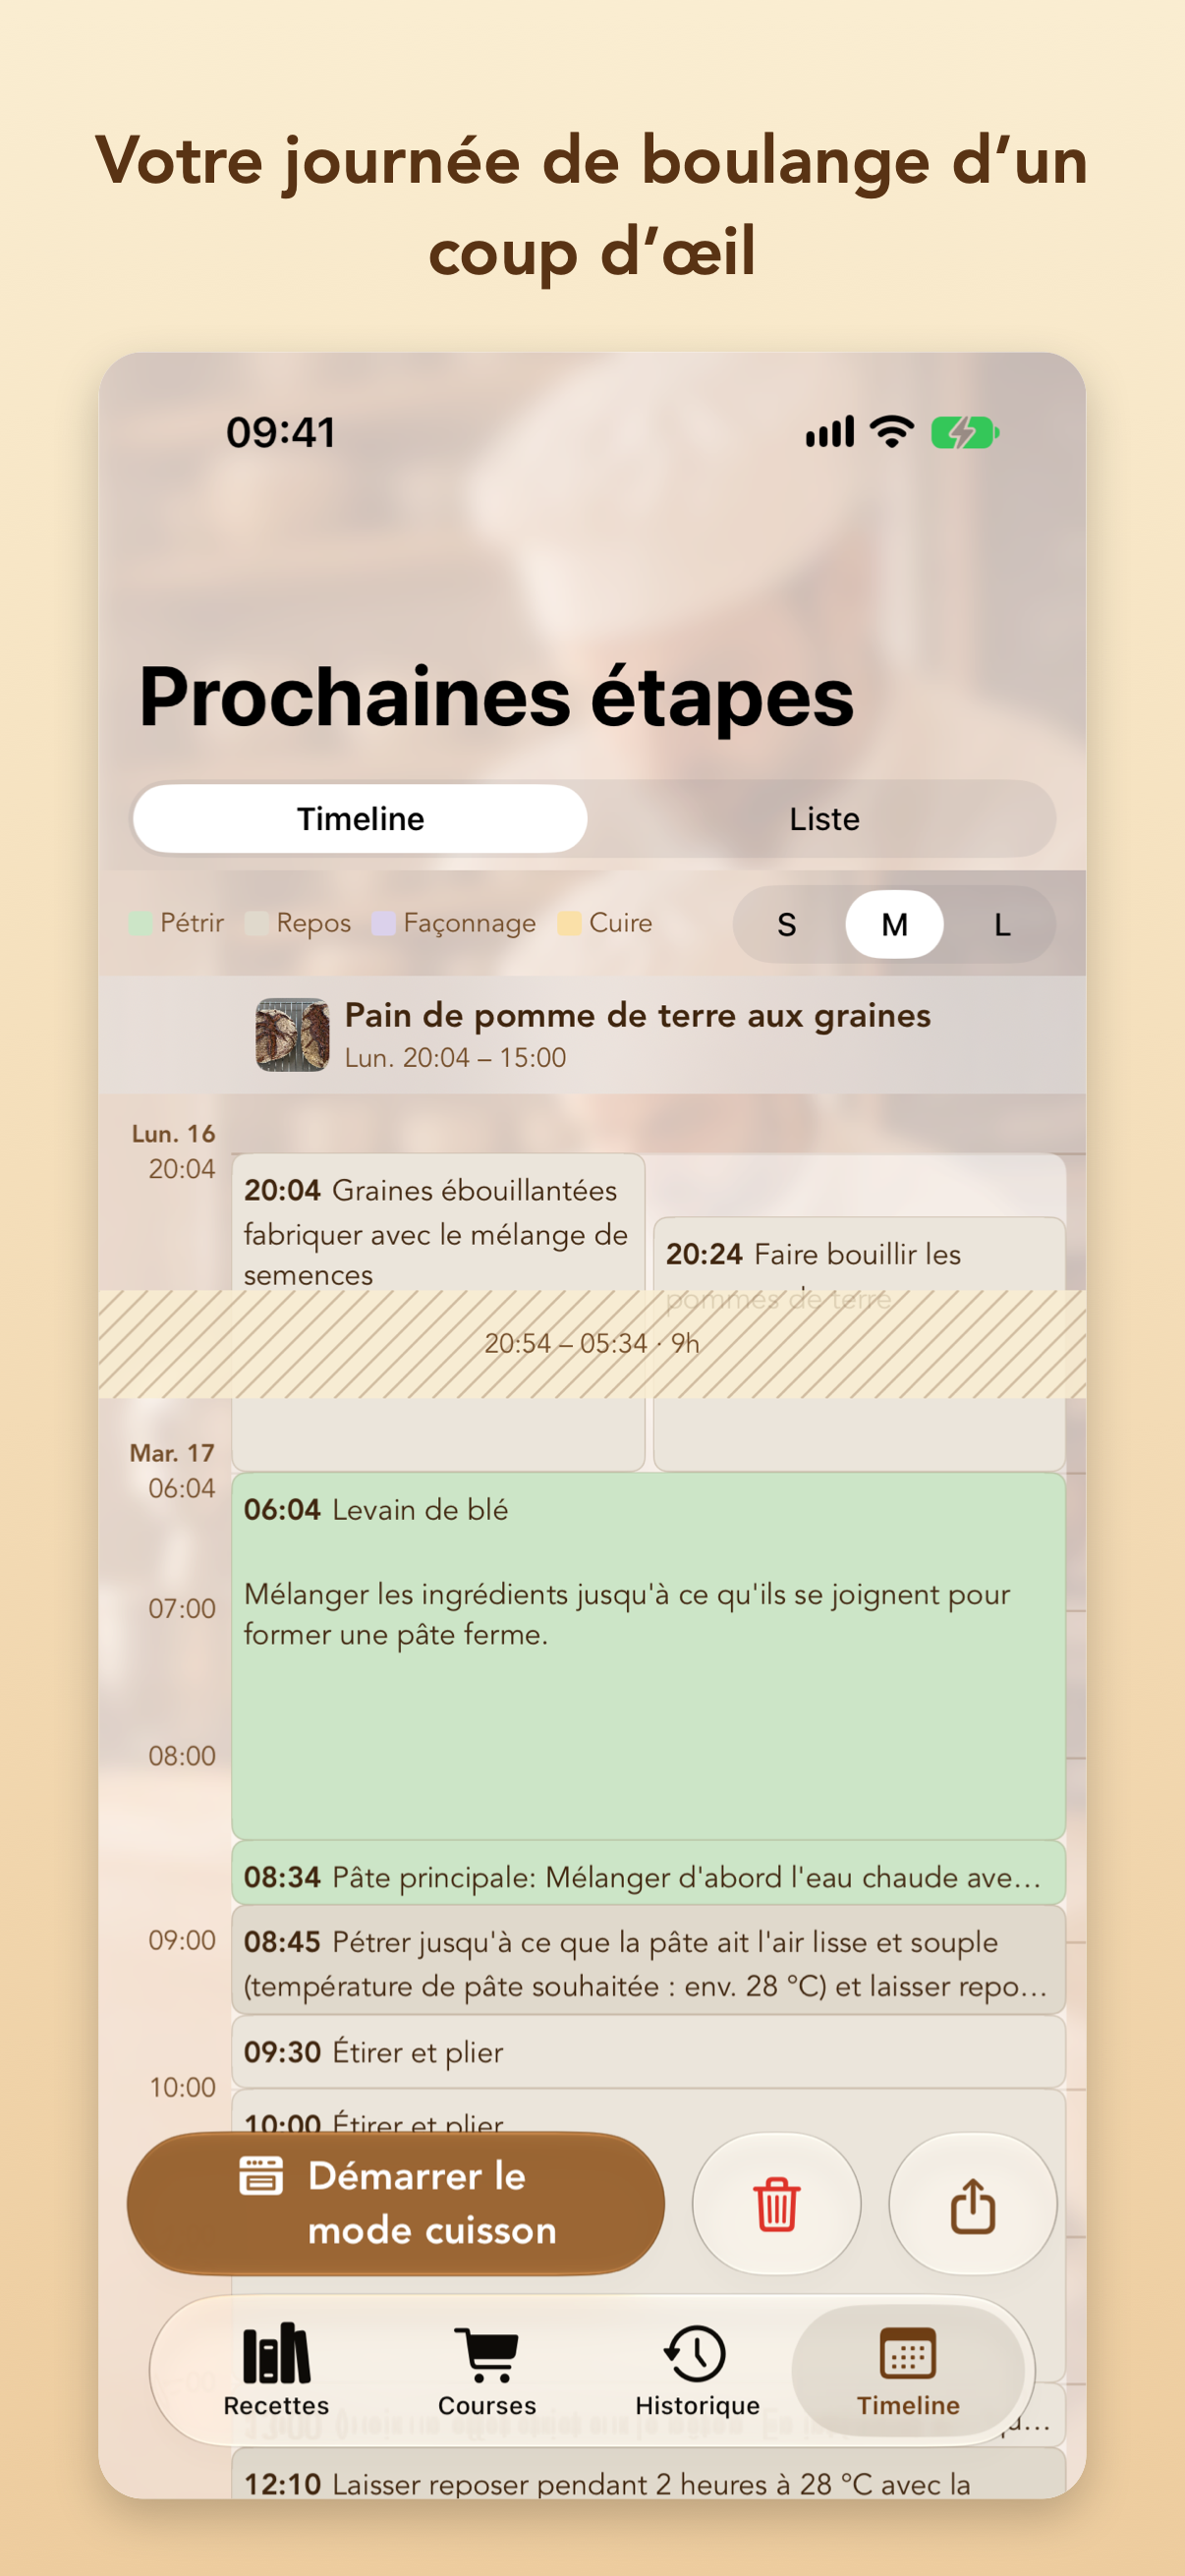 Votre journée de boulange d’un
coup d’œil
09:41
Prochaines étapes
Timeline
Liste
Pétrir
Repos
Façonnage
Cuire
S
M
L
Pain de pomme de terre aux graines
Lun. 20:04 – 15:00
Lun. 16
20:04
20:04 Graines ébouillantées
fabriquer avec le mélange de
semences
20:24 Faire bouillir les
pommes de terre
20:54 – 05:34 · 9h
Mar. 17
06:04
06:04 Levain de blé
Mélanger les ingrédients jusqu'à ce qu'ils se joignent pour
former une pâte ferme.
07:00
08:00
08:34 Pâte principale: Mélanger d'abord l'eau chaude ave…
09:00
08:45 Pétrer jusqu'à ce que la pâte ait l'air lisse et souple
(température de pâte souhaitée : env. 28 °C) et laisser repo…
09:30 Étirer et plier
10:00
10:00 Étirer et plier
Démarrer le
mode cuisson
Recettes
Courses
Historique
Timeline
12:10 Laisser reposer pendant 2 heures à 28 °C avec la